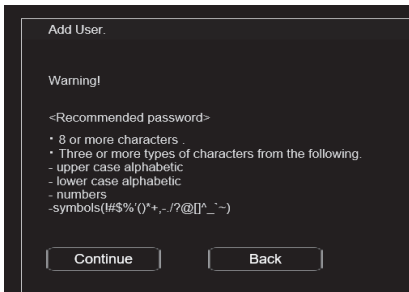 Add User.
Warning!
<Recommended password>
• 8 or more characters .
• Three or more types of characters from the following.
- upper case alphabetic
- lower case alphabetic
- numbers
-symbols(!#$%'()*+,-./?@[]^_`~)
Continue
Back